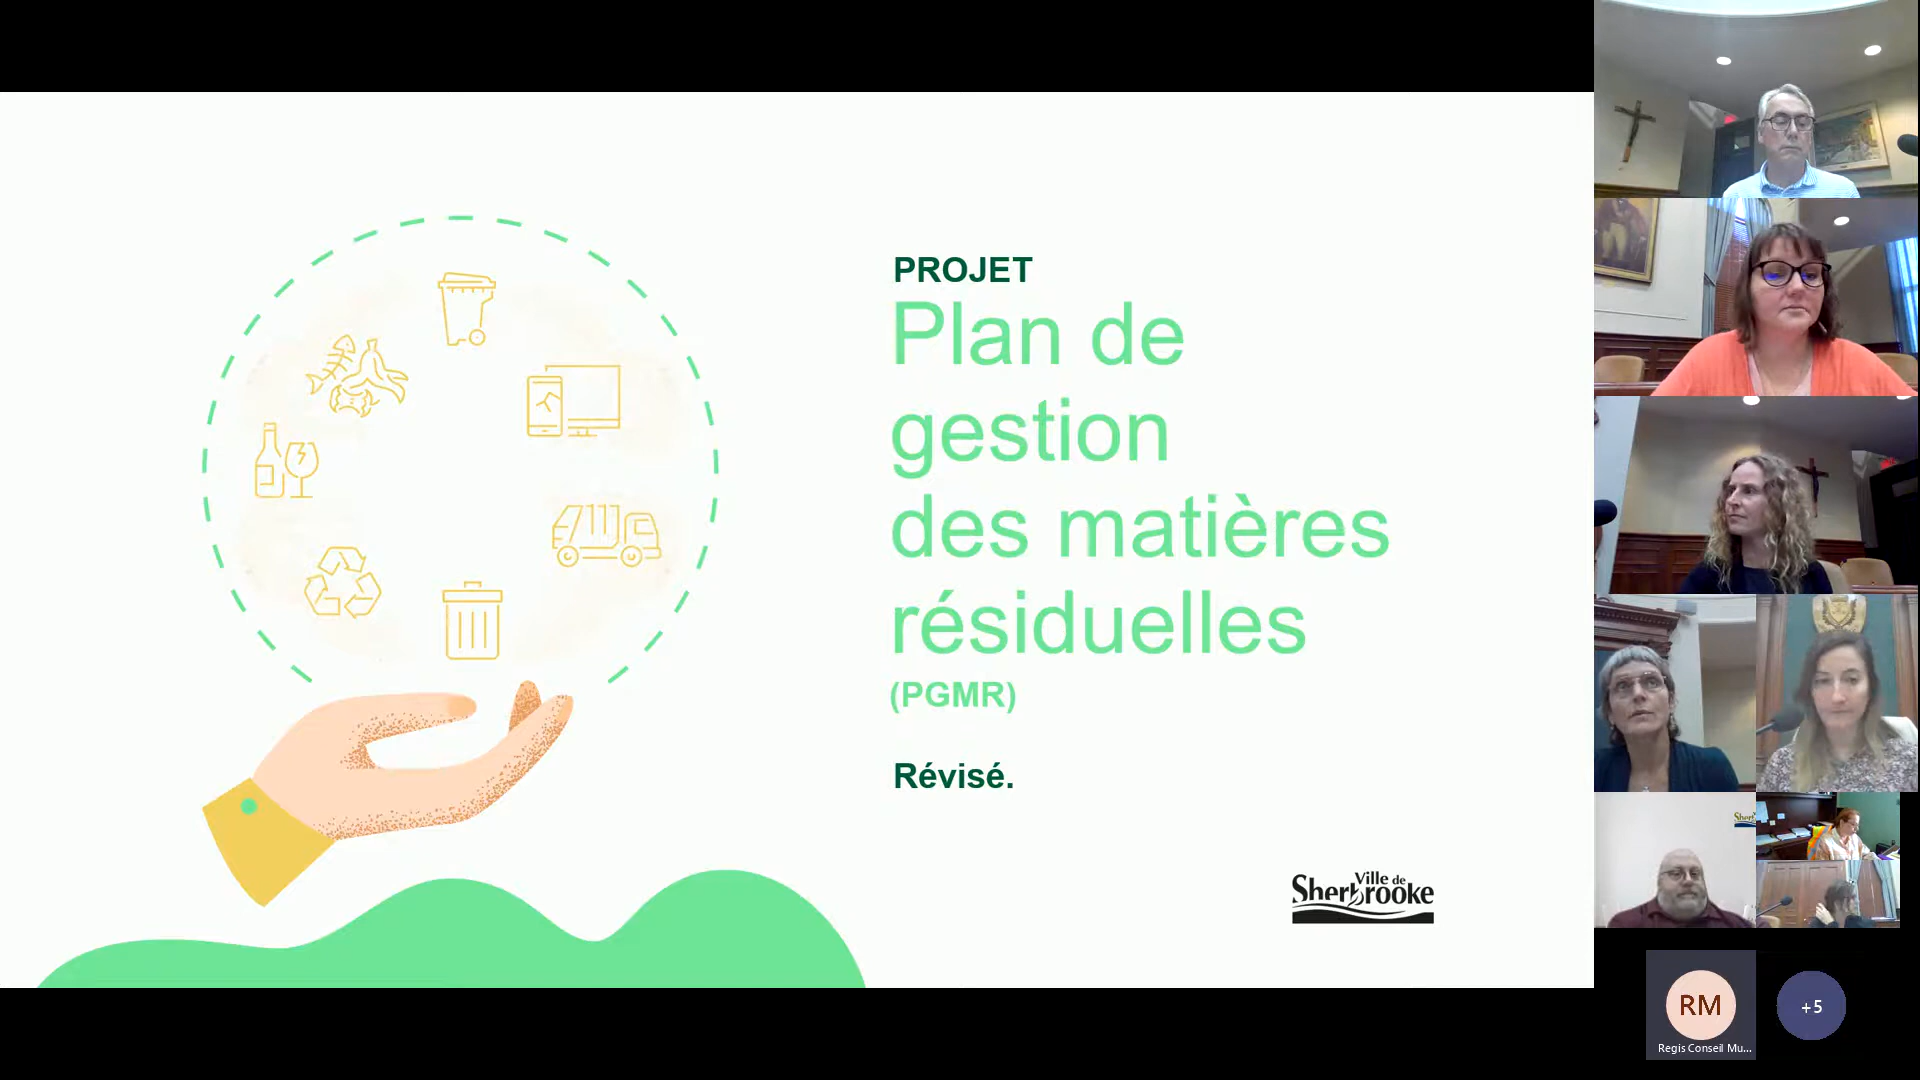 PROJET
Plan de
gestion
des matières
résiduelles
(PGMR)
Révisé.
Ville de
Sherbrooke
RM
+5
Regis Conseil Mu...